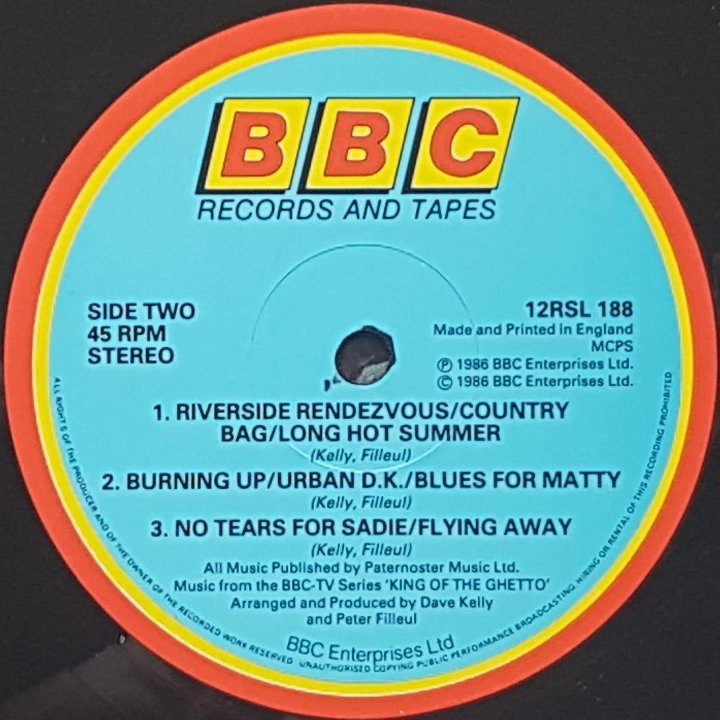 BBC
RECORDS AND TAPES
SIDE TWO
45 RPM
STEREO
12RSL 188
Made and Printed in England
MCPS
℗ 1986 BBC Enterprises Ltd.
© 1986 BBC Enterprises Ltd.
1. RIVERSIDE RENDEZVOUS/COUNTRY
BAG/LONG HOT SUMMER
(Kelly, Filleul)
2. BURNING UP/URBAN D.K./BLUES FOR MATTY
(Kelly, Filleul)
3. NO TEARS FOR SADIE/FLYING AWAY
(Kelly, Filleul)
All Music Published by Paternoster Music Ltd.
Music from the BBC-TV Series 'KING OF THE GHETTO'
Arranged and Produced by Dave Kelly
and Peter Filleul
BBC Enterprises Ltd
ALL RIGHTS OF THE PRODUCER AND OF THE OWNER OF THE RECORDED WORK RESERVED UNAUTHORISED COPYING PUBLIC PERFORMANCE BROADCASTING HIRING OR RENTAL OF THIS RECORDING PROHIBITED